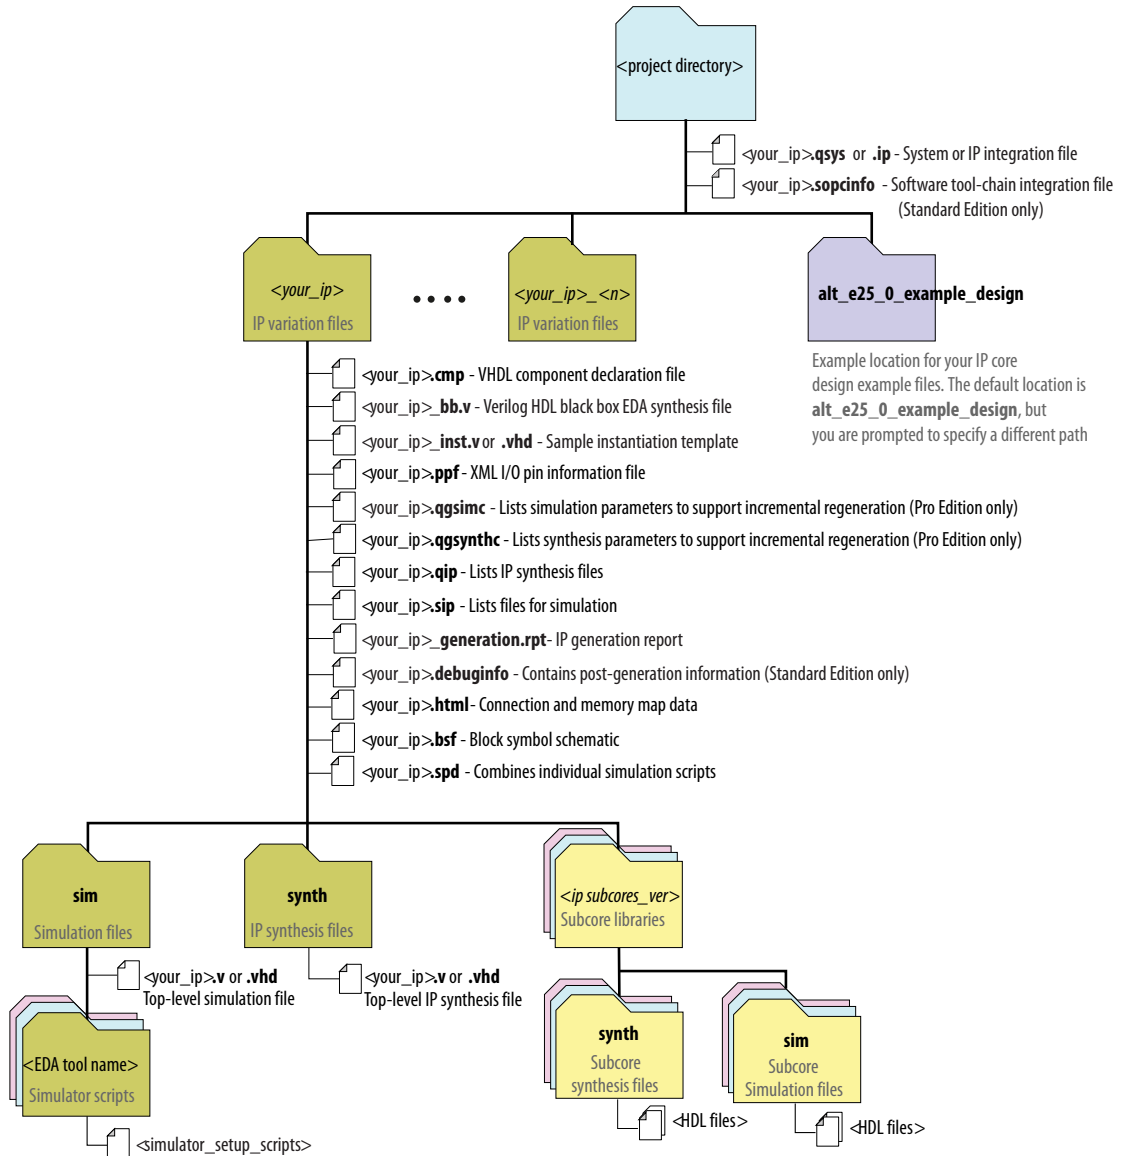 <project directory>
<your_ip>.qsys or .ip - System or IP integration file
<your_ip>.sopcinfo - Software tool-chain integration file
(Standard Edition only)
<your_ip>
IP variation files
<your_ip>_<n>
IP variation files
alt_e25_0_example_design
Example location for your IP core
design example files. The default location is
alt_e25_0_example_design, but
you are prompted to specify a different path
<your_ip>.cmp - VHDL component declaration file
<your_ip>_bb.v - Verilog HDL black box EDA synthesis file
<your_ip>_inst.v or .vhd - Sample instantiation template
<your_ip>.ppf - XML I/O pin information file
<your_ip>.qgsimc - Lists simulation parameters to support incremental regeneration (Pro Edition only)
<your_ip>.qgsynthc - Lists synthesis parameters to support incremental regeneration (Pro Edition only)
<your_ip>.qip - Lists IP synthesis files
<your_ip>.sip - Lists files for simulation
<your_ip>_generation.rpt- IP generation report
<your_ip>.debuginfo - Contains post-generation information (Standard Edition only)
<your_ip>.html- Connection and memory map data
<your_ip>.bsf - Block symbol schematic
<your_ip>.spd - Combines individual simulation scripts
sim
Simulation files
synth
IP synthesis files
<ip subcores_ver>
Subcore libraries
<your_ip>.v or .vhd
Top-level simulation file
<your_ip>.v or .vhd
Top-level IP synthesis file
<EDA tool name>
Simulator scripts
synth
Subcore
synthesis files
sim
Subcore
Simulation files
<HDL files>
<HDL files>
<simulator_setup_scripts>